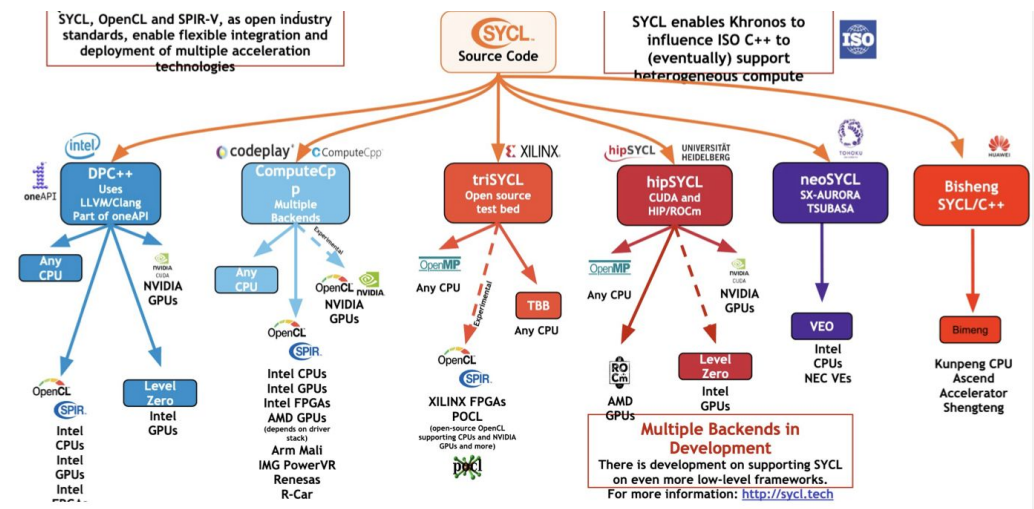 SYCL, OpenCL and SPIR-V, as open industry
standards, enable flexible integration and
deployment of multiple acceleration
technologies
SYCL
Source Code
SYCL enables Khronos to
influence ISO C++ to
(eventually) support
heterogeneous compute
ISO
intel
oneAPI
DPC++
Uses
LLVM/Clang
Part of oneAPI
codeplay
ComputeCpp
ComputeCp
p
Multiple
Backends
XILINX
triSYCL
Open source
test bed
hipSYCL
UNIVERSITÄT
HEIDELBERG
hipSYCL
CUDA and
HIP/ROCm
TOHOKU
neoSYCL
SX-AURORA
TSUBASA
HUAWEI
Bisheng
SYCL/C++
Any
CPU
NVIDIA
CUDA
NVIDIA
GPUs
OpenCL
SPIR
Intel
CPUs
Intel
GPUs
Intel
FPGAs
Level
Zero
Intel
GPUs
Any
CPU
Experimental
OpenCL
NVIDIA
NVIDIA
GPUs
OpenCL
SPIR
Intel CPUs
Intel GPUs
Intel FPGAs
AMD GPUs
(depends on driver
stack)
Arm Mali
IMG PowerVR
Renesas
R-Car
OpenMP
Any CPU
Experimental
TBB
Any CPU
OpenCL
SPIR
XILINX FPGAs
POCL
(open-source OpenCL
supporting CPUs and NVIDIA
GPUs and more)
pocl
OpenMP
Any CPU
NVIDIA
CUDA
NVIDIA
GPUs
ROCm
AMD
GPUs
Level
Zero
Intel
GPUs
VEO
Intel
CPUs
NEC VEs
Bimeng
Kunpeng CPU
Ascend
Accelerator
Shengteng
Multiple Backends in
Development
There is development on supporting SYCL
on even more low-level frameworks.
For more information: http://sycl.tech